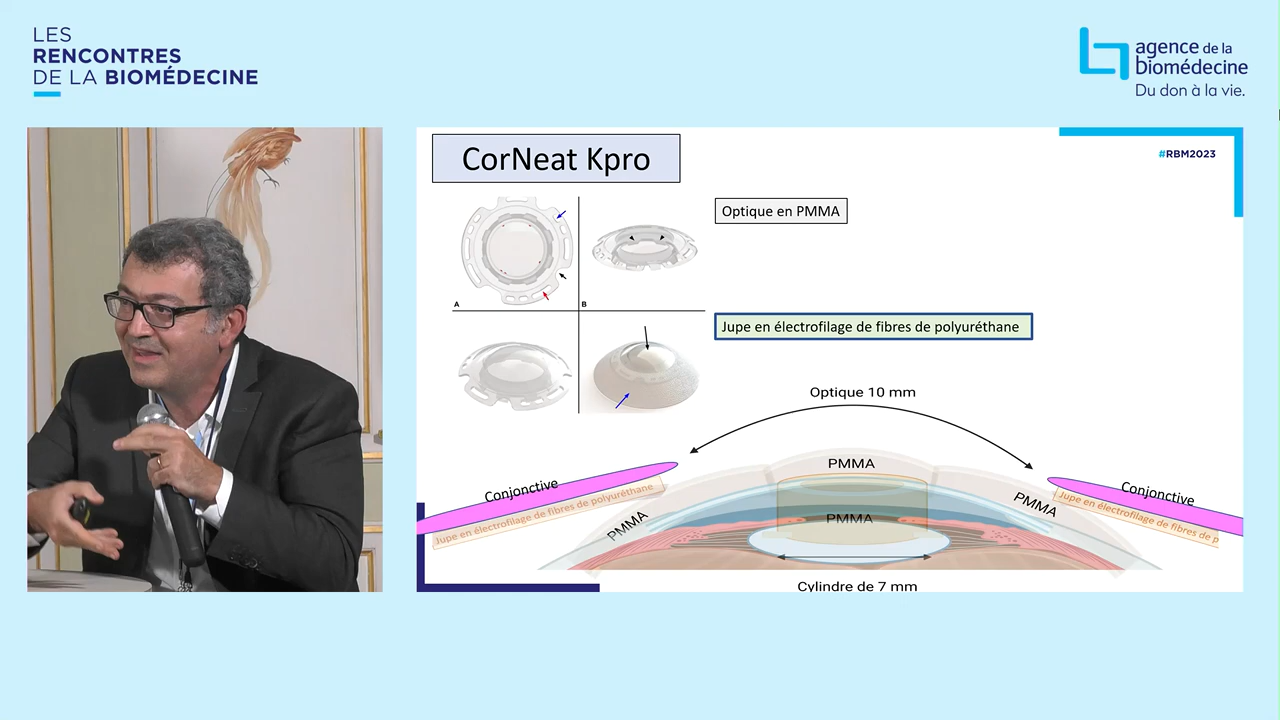 LES
RENCONTRES
DE LA BIOMÉDECINE
agence de la
biomédecine
Du don à la vie.
#RBM2023
CorNeat Kpro
Optique en PMMA
A
B
Jupe en électrofilage de fibres de polyuréthane
Optique 10 mm
PMMA
Conjonctive
Jupe en électrofilage de fibres de polyuréthane
PMMA
PMMA
PMMA
Conjonctive
Jupe en électrofilage de fibres de p
Cylindre de 7 mm